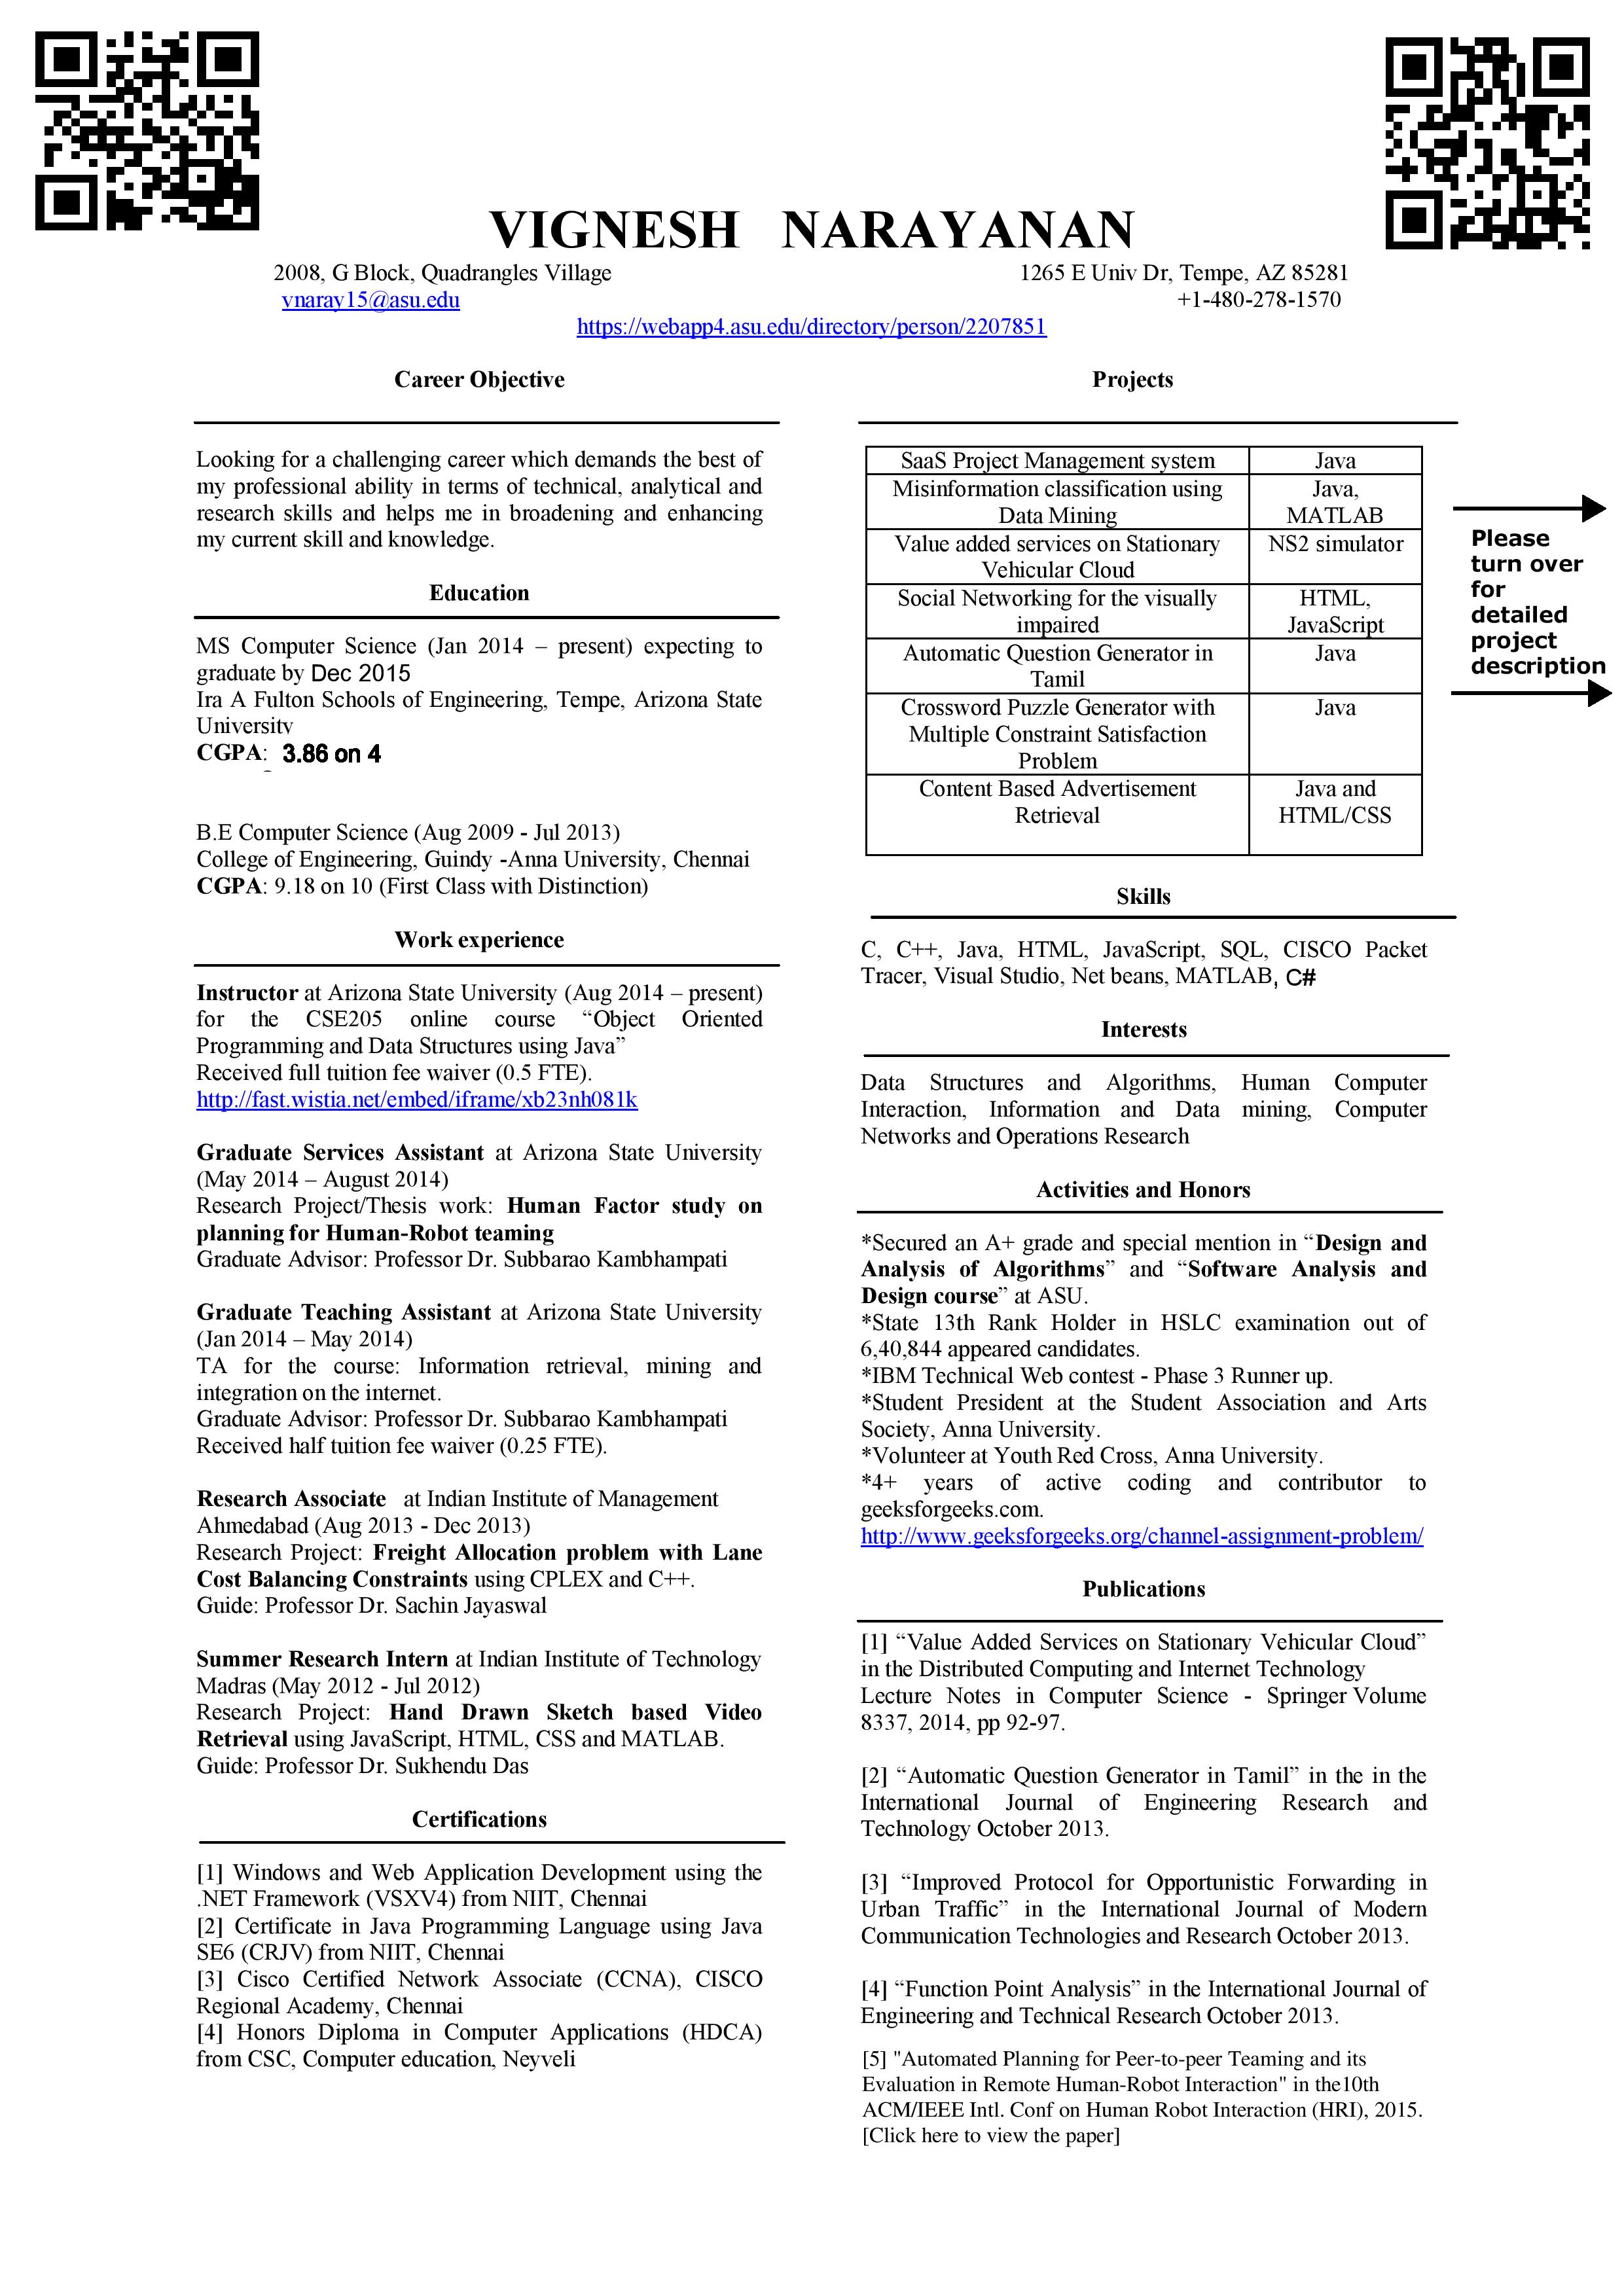 VIGNESH NARAYANAN
2008, G Block, Quadrangles Village
1265 E Univ Dr, Tempe, AZ 85281
vnaray15@asu.edu
+1-480-278-1570
https://webapp4.asu.edu/directory/person/2207851
Career Objective
Looking for a challenging career which demands the best of
my professional ability in terms of technical, analytical and
research skills and helps me in broadening and enhancing
my current skill and knowledge.
Education
MS Computer Science (Jan 2014 – present) expecting to
graduate by Dec 2015
Ira A Fulton Schools of Engineering, Tempe, Arizona State
University
CGPA: 3.86 on 4
B.E Computer Science (Aug 2009 - Jul 2013)
College of Engineering, Guindy -Anna University, Chennai
CGPA: 9.18 on 10 (First Class with Distinction)
Work experience
Instructor at Arizona State University (Aug 2014 – present)
for the CSE205 online course “Object Oriented
Programming and Data Structures using Java”
Received full tuition fee waiver (0.5 FTE).
http://fast.wistia.net/embed/iframe/xb23nh081k
Graduate Services Assistant at Arizona State University
(May 2014 – August 2014)
Research Project/Thesis work: Human Factor study on
planning for Human-Robot teaming
Graduate Advisor: Professor Dr. Subbarao Kambhampati
Graduate Teaching Assistant at Arizona State University
(Jan 2014 – May 2014)
TA for the course: Information retrieval, mining and
integration on the internet.
Graduate Advisor: Professor Dr. Subbarao Kambhampati
Received half tuition fee waiver (0.25 FTE).
Research Associate at Indian Institute of Management
Ahmedabad (Aug 2013 - Dec 2013)
Research Project: Freight Allocation problem with Lane
Cost Balancing Constraints using CPLEX and C++.
Guide: Professor Dr. Sachin Jayaswal
Summer Research Intern at Indian Institute of Technology
Madras (May 2012 - Jul 2012)
Research Project: Hand Drawn Sketch based Video
Retrieval using JavaScript, HTML, CSS and MATLAB.
Guide: Professor Dr. Sukhendu Das
Certifications
[1] Windows and Web Application Development using the
.NET Framework (VSXV4) from NIIT, Chennai
[2] Certificate in Java Programming Language using Java
SE6 (CRJV) from NIIT, Chennai
[3] Cisco Certified Network Associate (CCNA), CISCO
Regional Academy, Chennai
[4] Honors Diploma in Computer Applications (HDCA)
from CSC, Computer education, Neyveli
Projects
SaaS Project Management system Java
Misinformation classification using Java,
Data Mining MATLAB
Value added services on Stationary NS2 simulator
Vehicular Cloud
Social Networking for the visually HTML,
impaired JavaScript
Automatic Question Generator in Java
Tamil
Crossword Puzzle Generator with Java
Multiple Constraint Satisfaction
Problem
Content Based Advertisement Java and
Retrieval HTML/CSS
Please
turn over
for
detailed
project
description
Skills
C, C++, Java, HTML, JavaScript, SQL, CISCO Packet
Tracer, Visual Studio, Net beans, MATLAB, C#
Interests
Data Structures and Algorithms, Human Computer
Interaction, Information and Data mining, Computer
Networks and Operations Research
Activities and Honors
*Secured an A+ grade and special mention in “Design and
Analysis of Algorithms” and “Software Analysis and
Design course” at ASU.
*State 13th Rank Holder in HSLC examination out of
6,40,844 appeared candidates.
*IBM Technical Web contest - Phase 3 Runner up.
*Student President at the Student Association and Arts
Society, Anna University.
*Volunteer at Youth Red Cross, Anna University.
*4+ years of active coding and contributor to
geeksforgeeks.com.
http://www.geeksforgeeks.org/channel-assignment-problem/
Publications
[1] “Value Added Services on Stationary Vehicular Cloud”
in the Distributed Computing and Internet Technology
Lecture Notes in Computer Science - Springer Volume
8337, 2014, pp 92-97.
[2] “Automatic Question Generator in Tamil” in the in the
International Journal of Engineering Research and
Technology October 2013.
[3] “Improved Protocol for Opportunistic Forwarding in
Urban Traffic” in the International Journal of Modern
Communication Technologies and Research October 2013.
[4] “Function Point Analysis” in the International Journal of
Engineering and Technical Research October 2013.
[5] "Automated Planning for Peer-to-peer Teaming and its
Evaluation in Remote Human-Robot Interaction" in the10th
ACM/IEEE Intl. Conf on Human Robot Interaction (HRI), 2015.
[Click here to view the paper]